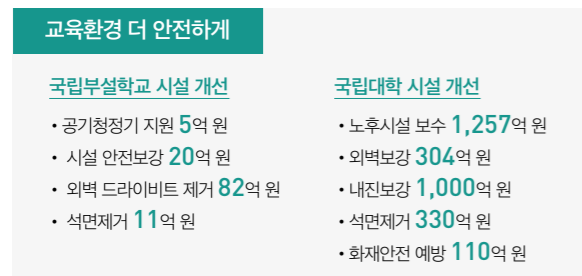 교육환경 더 안전하게
국립부설학교 시설 개선
• 공기청정기 지원 5억 원
• 시설 안전보강 20억 원
• 외벽 드라이비트 제거 82억 원
• 석면제거 11억 원
국립대학 시설 개선
• 노후시설 보수 1,257억 원
• 외벽보강 304억 원
• 내진보강 1,000억 원
• 석면제거 330억 원
• 화재안전 예방 110억 원